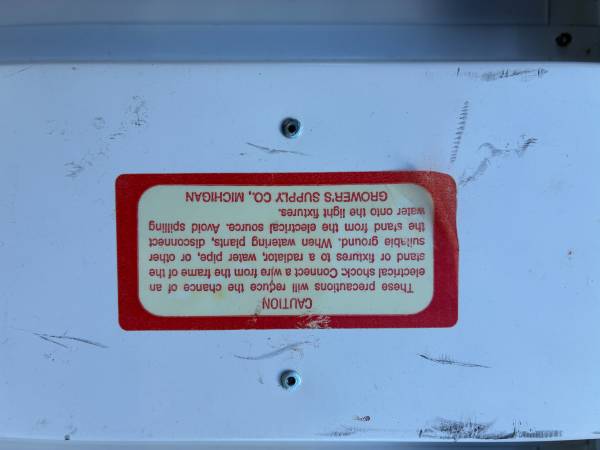 CAUTION
These precautions will reduce the chance of an
electrical shock: Connect a wire from the frame of the
stand or fixtures to a radiator, water pipe, or other
suitable ground. When watering plants, disconnect
the stand from the electrical source. Avoid spilling
water onto the light fixtures.
GROWER'S SUPPLY CO., MICHIGAN